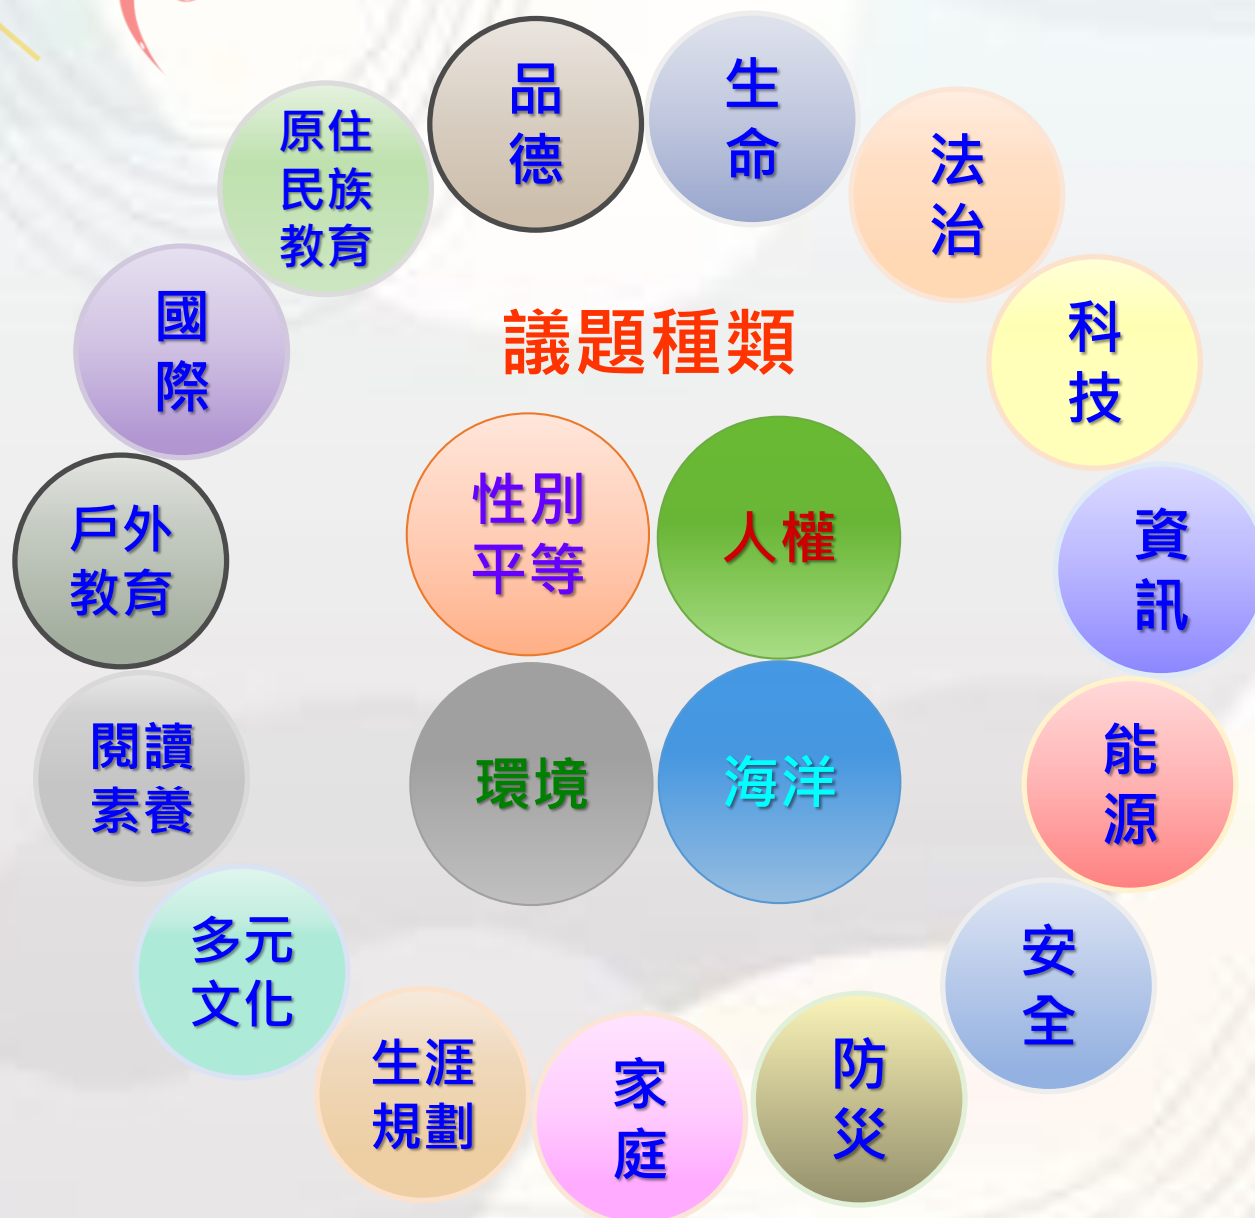 議題種類
性別
平等
人權
環境
海洋
品
德
生
命
法
治
科
技
資
訊
能
源
安
全
防
災
家
庭
生涯
規劃
多元
文化
閱讀
素養
戶外
教育
國
際
原住
民族
教育